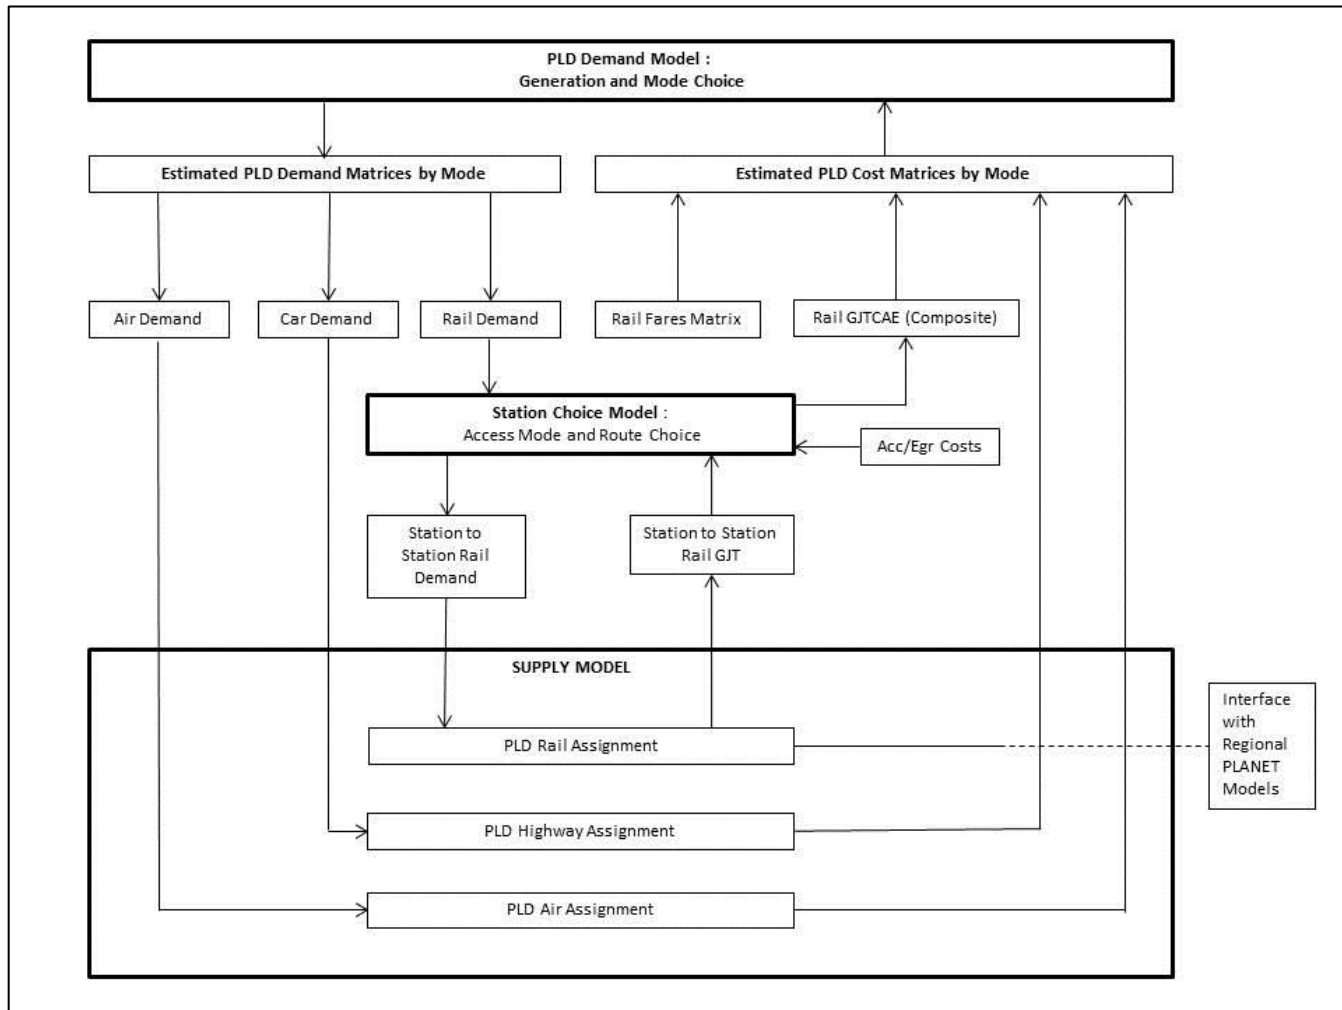 PLD Demand Model :
Generation and Mode Choice
Estimated PLD Demand Matrices by Mode
Estimated PLD Cost Matrices by Mode
Air Demand
Car Demand
Rail Demand
Rail Fares Matrix
Rail GJTCAE (Composite)
Station Choice Model :
Access Mode and Route Choice
Acc/Egr Costs
Station to
Station Rail
Demand
Station to Station
Rail GJT
SUPPLY MODEL
PLD Rail Assignment
Interface
with
Regional
PLANET
Models
PLD Highway Assignment
PLD Air Assignment